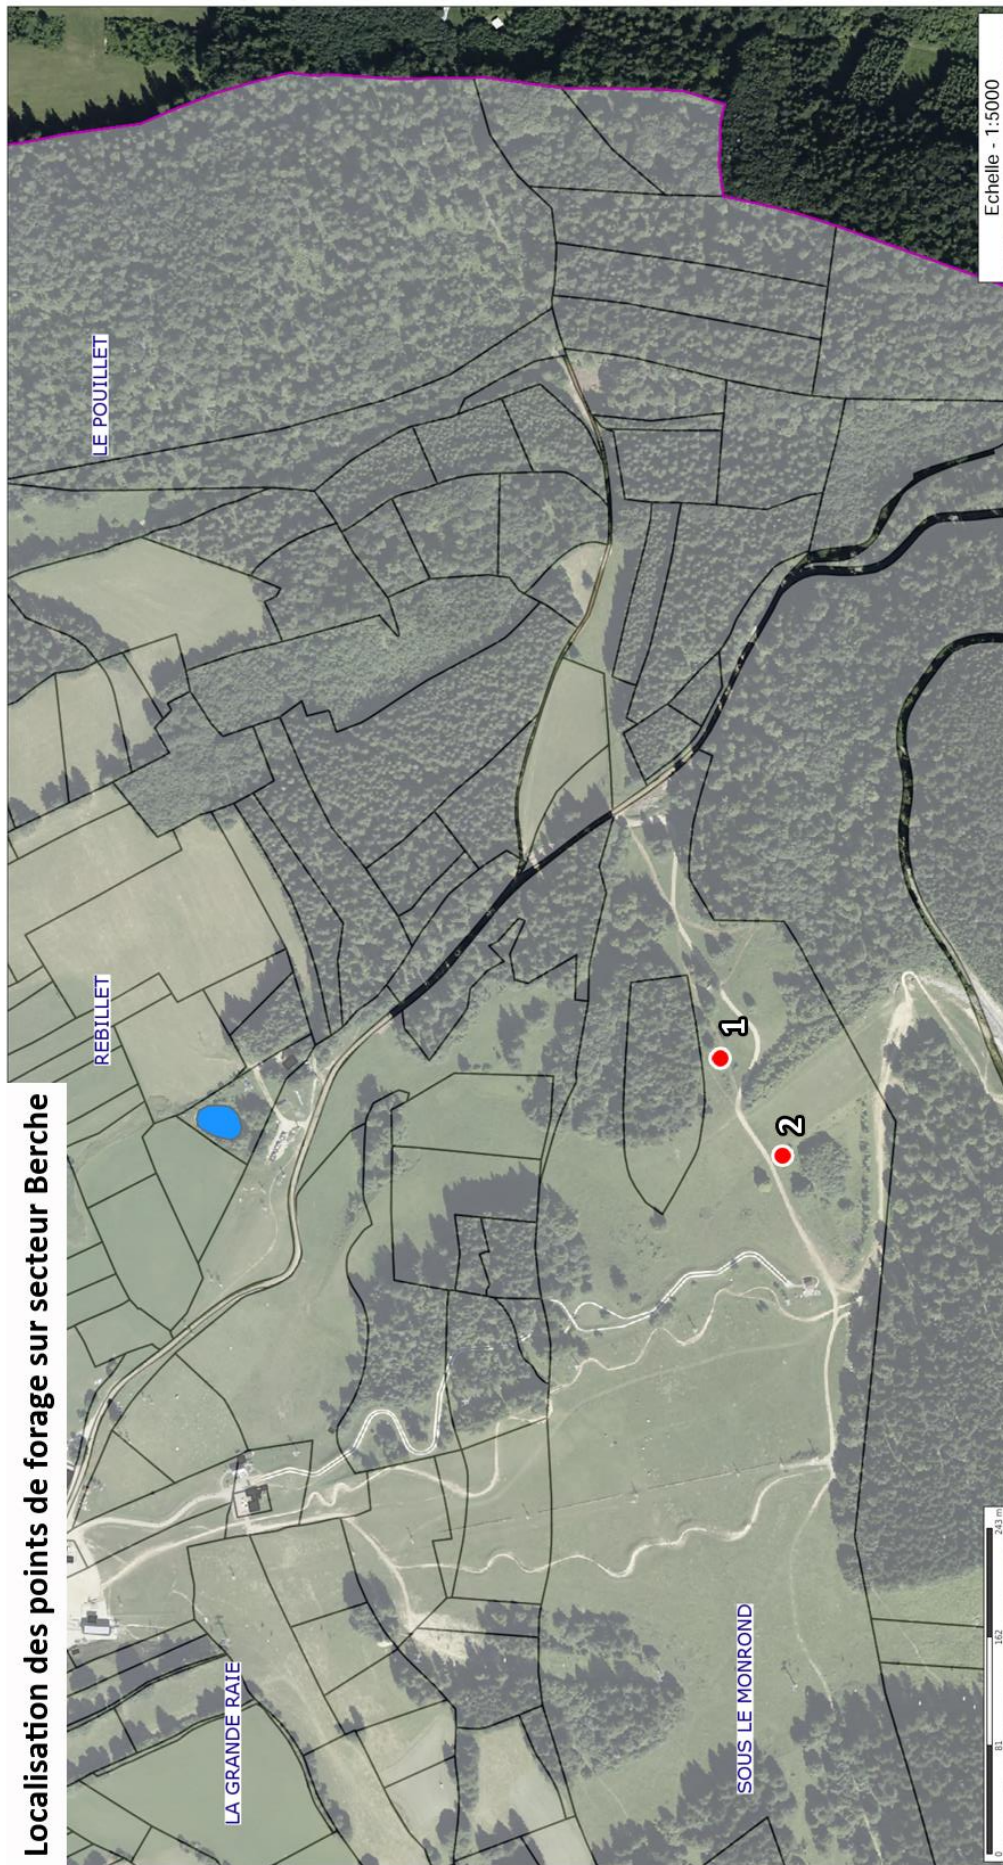 Localisation des points de forage sur secteur Berche
REBILLET
LE POUILLET
LA GRANDE RAIE
SOUS LE MONROND
1
2
0 81 162 243 m
Echelle - 1:5000